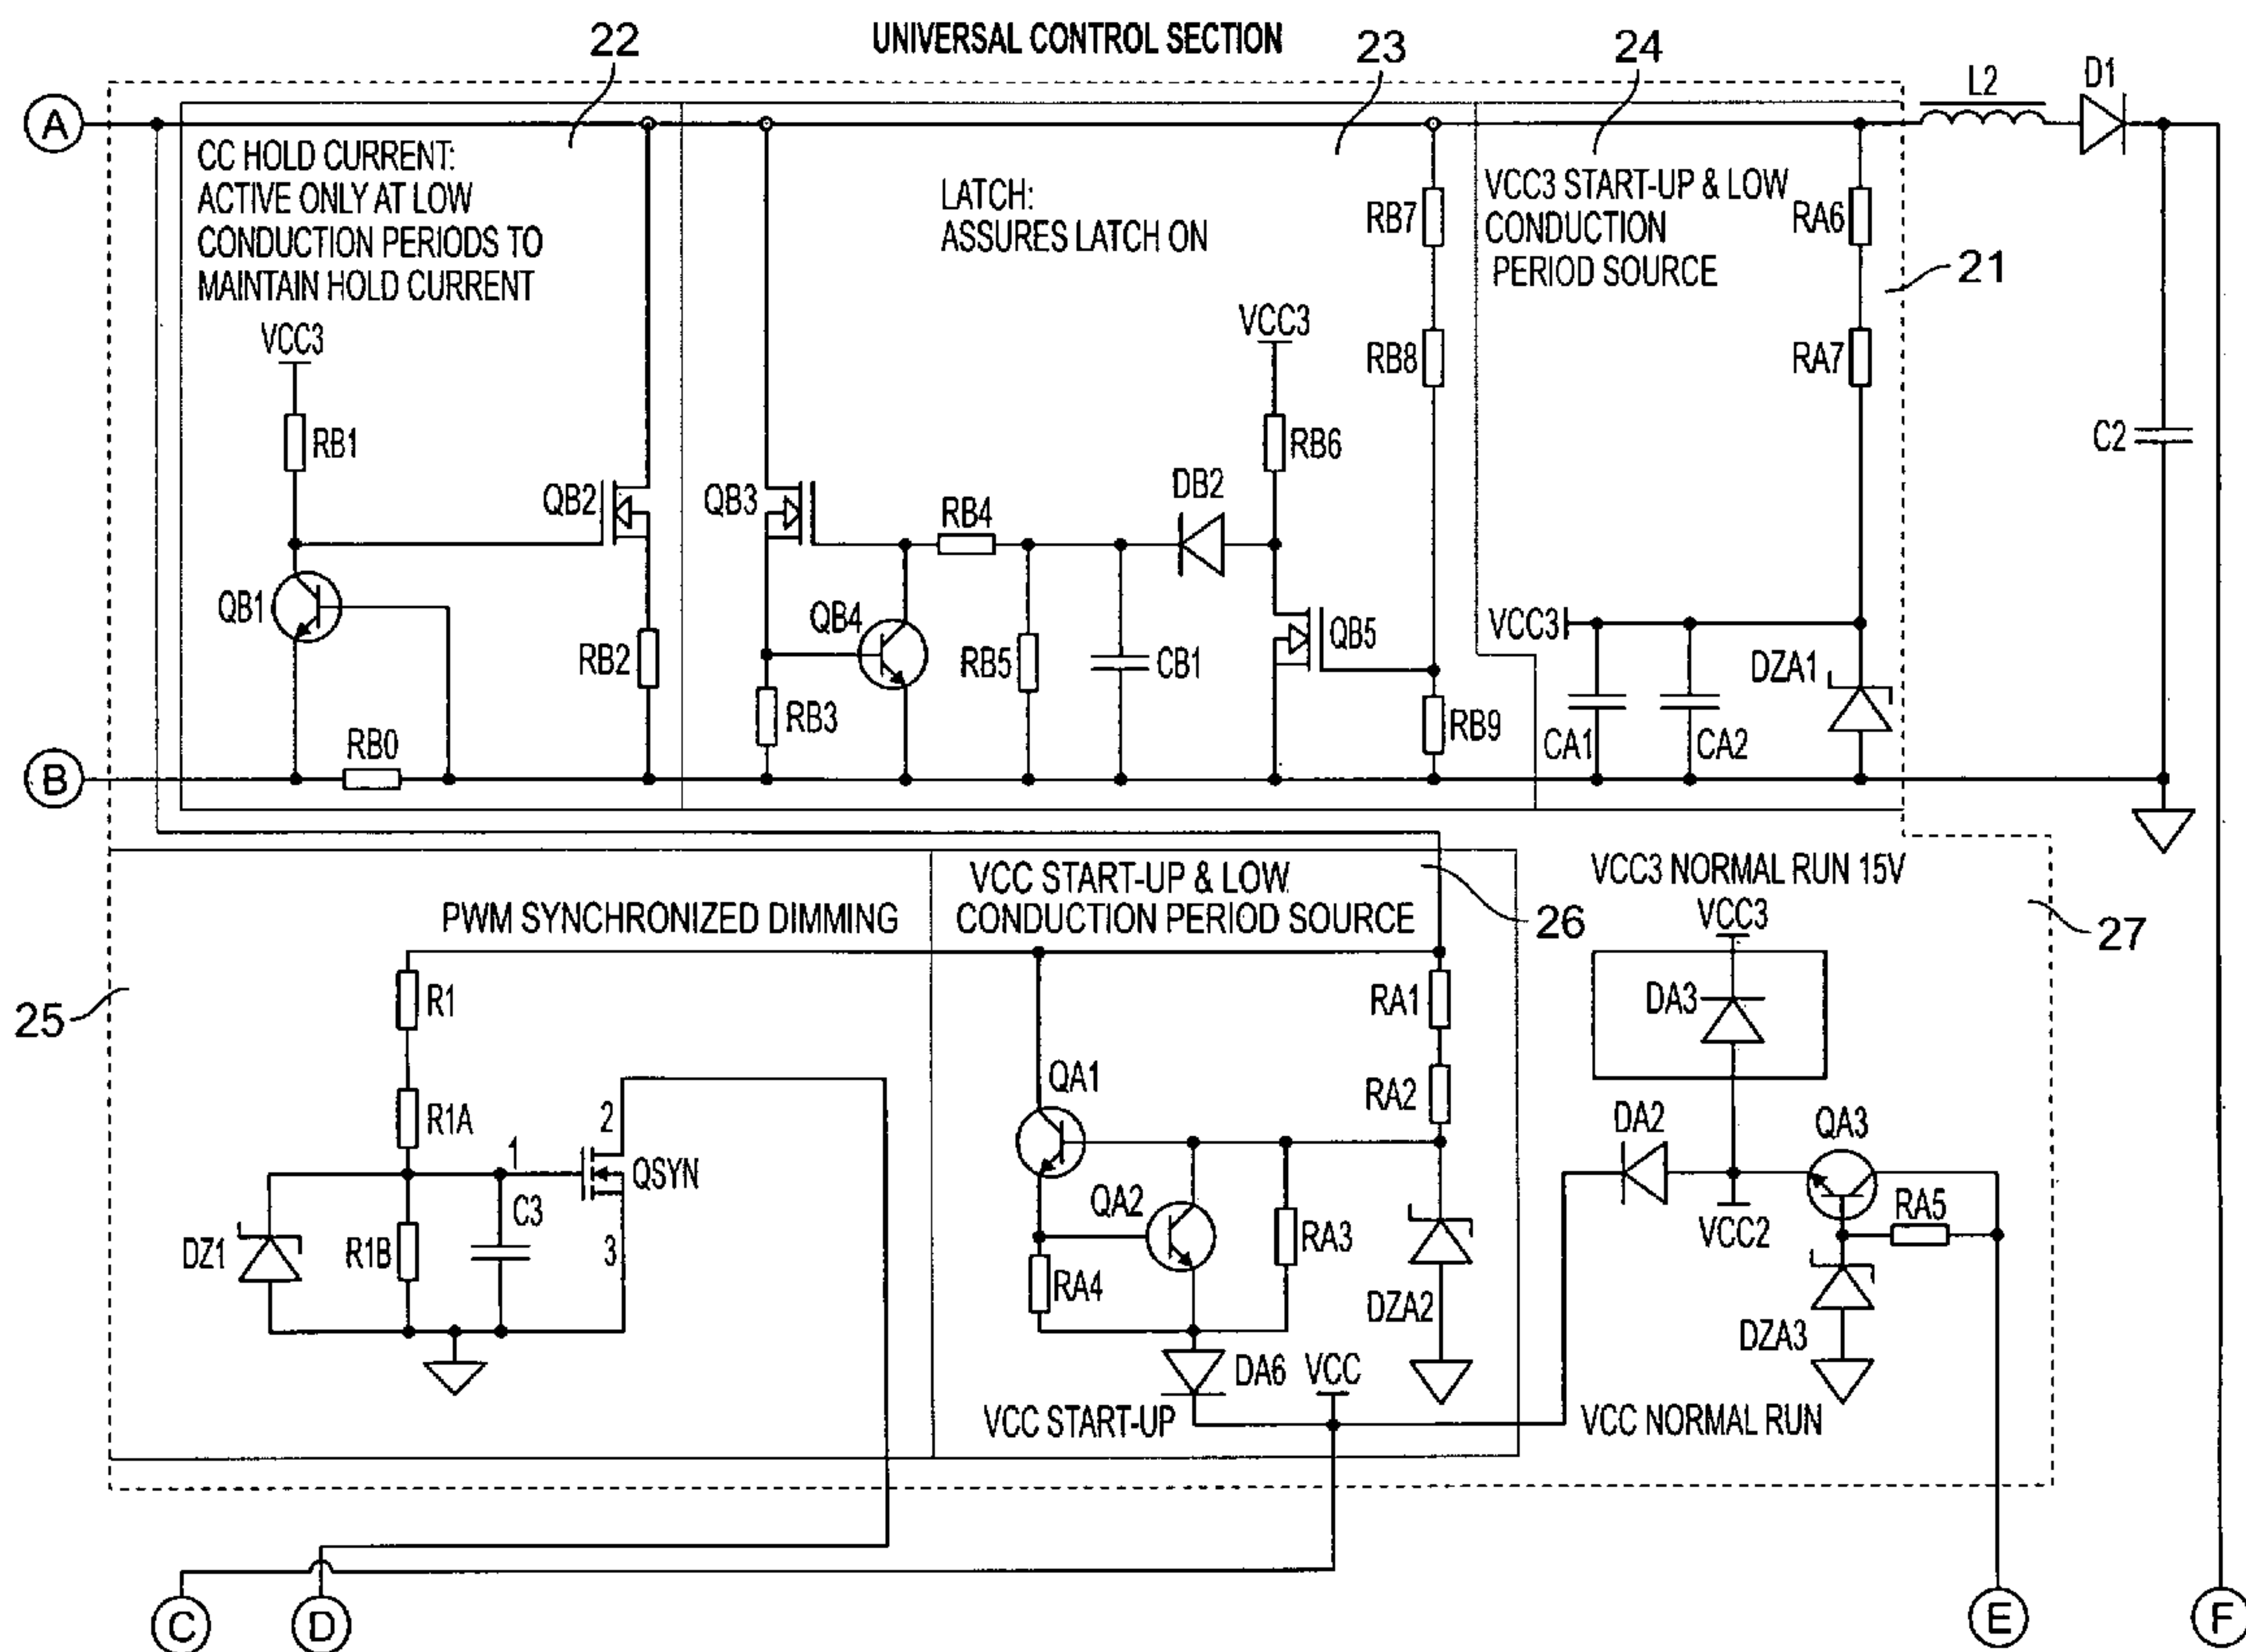 UNIVERSAL CONTROL SECTION
22
23
24
L2
D1
A
CC HOLD CURRENT:
ACTIVE ONLY AT LOW
CONDUCTION PERIODS TO
MAINTAIN HOLD CURRENT
LATCH:
ASSURES LATCH ON
RB7
VCC3 START-UP & LOW
CONDUCTION
PERIOD SOURCE
RA6
21
VCC3
VCC3
RB8
RA7
RB1
RB6
C2
QB2
QB3
RB4
DB2
QB1
QB4
RB2
RB5
CB1
QB5
VCC3
DZA1
RB3
RB0
RB9
CA1
CA2
B
PWM SYNCHRONIZED DIMMING
VCC START-UP & LOW
CONDUCTION PERIOD SOURCE
26
VCC3 NORMAL RUN 15V
VCC3
27
25
R1
RA1
DA3
R1A
2
QA1
RA2
DA2
QA3
1
QSYN
C3
QA2
VCC2
RA5
DZ1
R1B
3
RA3
RA4
DZA2
DZA3
DA6
VCC
VCC START-UP
VCC NORMAL RUN
C
D
E
F